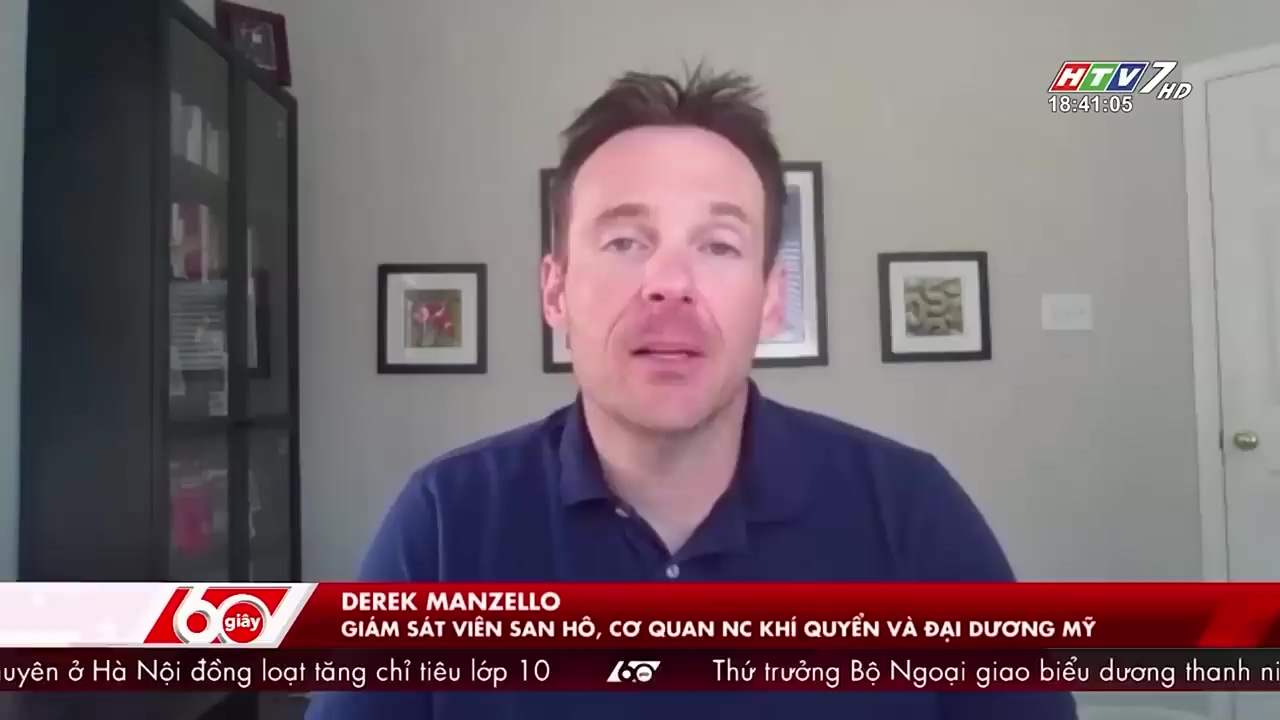 HTV7 HD
18:41:05
60 giây
DEREK MANZELLO
GIÁM SÁT VIÊN SAN HÔ, CƠ QUAN NC KHÍ QUYỂN VÀ ĐẠI DƯƠNG MỸ
uyên ở Hà Nội đồng loạt tăng chỉ tiêu lớp 10 60 giây Thứ trưởng Bộ Ngoại giao biểu dương thanh ni